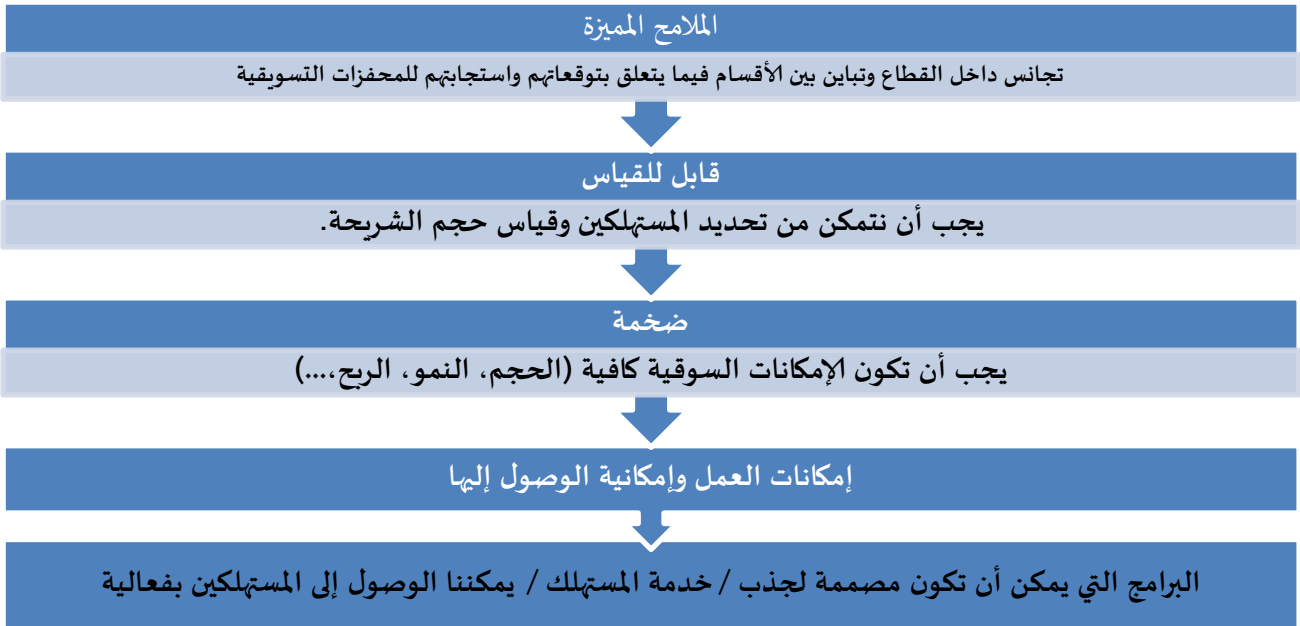 الملامح المميزة
تجانس داخل القطاع وتباين بين الأقسام فيما يتعلق بتوقعاتهم واستجابتهم للمحفزات التسويقية
قابل للقياس
يجب أن نتمكن من تحديد المستهلكين وقياس حجم الشريحة.
ضخمة
يجب أن تكون الإمكانات السوقية كافية (الحجم، النمو، الربح،...)
إمكانات العمل وإمكانية الوصول إليها
البرامج التي يمكن أن تكون مصممة لجذب / خدمة المستهلك / يمكننا الوصول إلى المستهلكين بفعالية